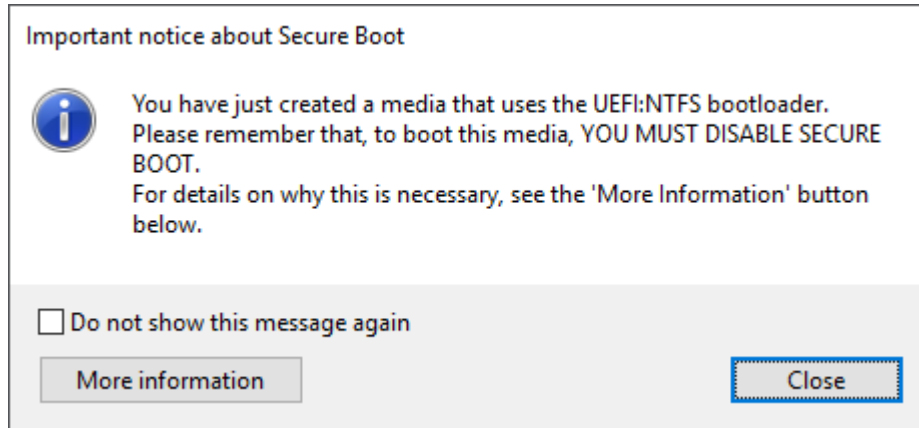 Important notice about Secure Boot
You have just created a media that uses the UEFI:NTFS bootloader.
Please remember that, to boot this media, YOU MUST DISABLE SECURE
BOOT.
For details on why this is necessary, see the 'More Information' button
below.
Do not show this message again
More information
Close